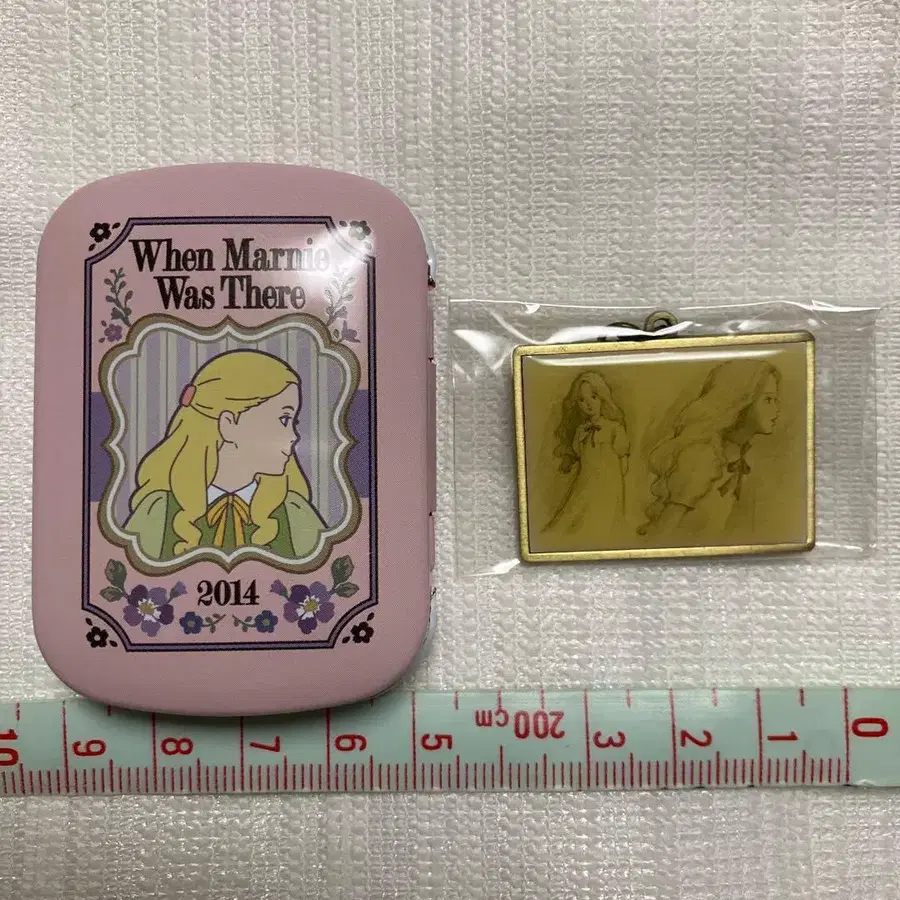 When Marnie
Was There
2014
10 9 8 7 6 5 200cm 3 2 1 0